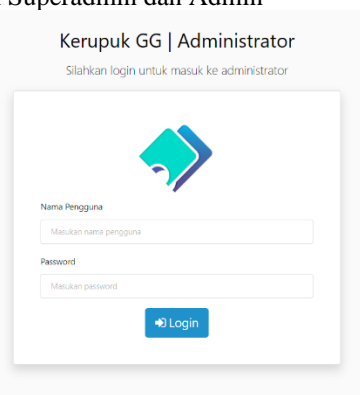 Superadmin dan Admin
Kerupuk GG | Administrator
Silahkan login untuk masuk ke administrator
Nama Pengguna
Masukan nama pengguna
Password
Masukan password
Login